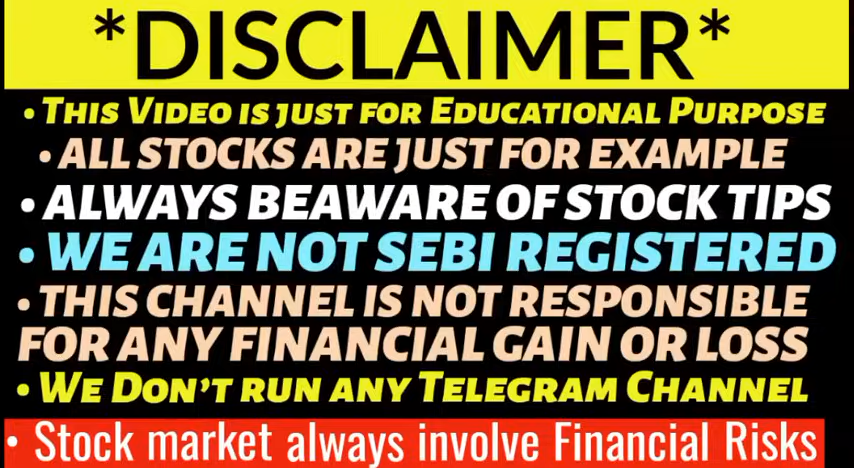 *DISCLAIMER*
• THIS VIDEO IS JUST FOR EDUCATIONAL PURPOSE
• ALL STOCKS ARE JUST FOR EXAMPLE
• ALWAYS BEAWARE OF STOCK TIPS
• WE ARE NOT SEBI REGISTERED
• THIS CHANNEL IS NOT RESPONSIBLE
FOR ANY FINANCIAL GAIN OR LOSS
• WE DON'T RUN ANY TELEGRAM CHANNEL
• Stock market always involve Financial Risks